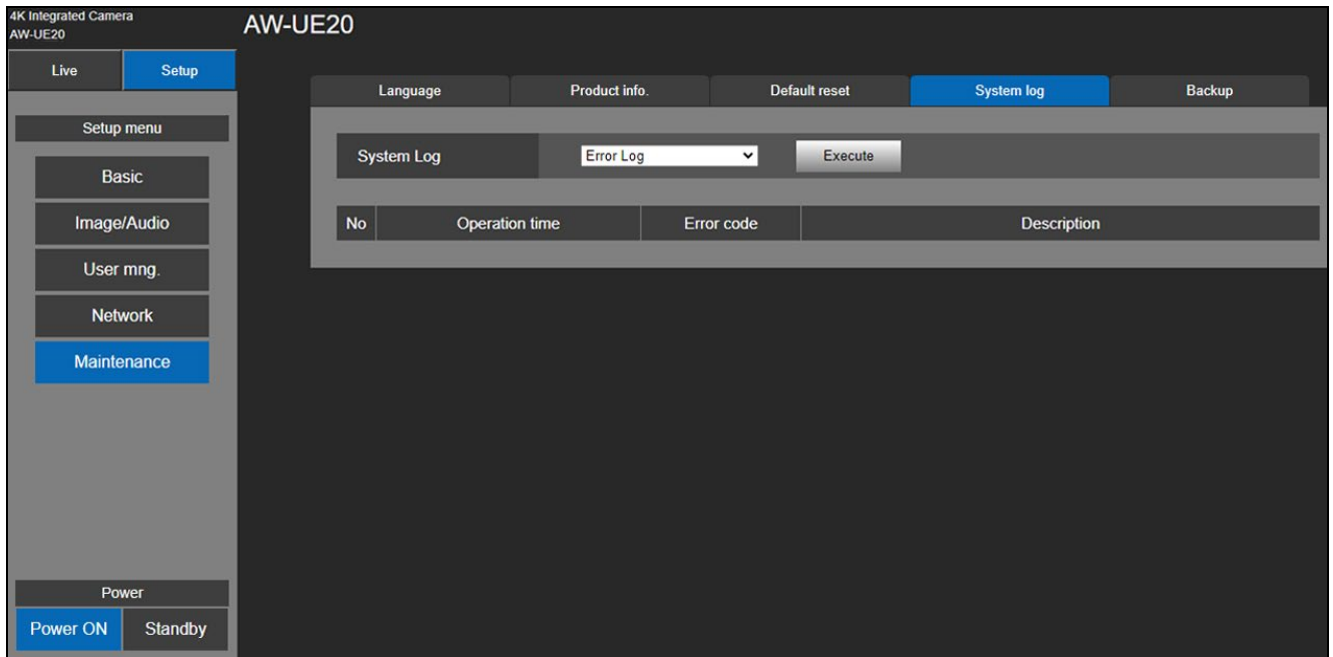 4K Integrated Camera
AW-UE20
AW-UE20
Live Setup
Language Product info. Default reset System log Backup
Setup menu
System Log Error Log Execute
Basic
Image/Audio
No Operation time Error code Description
User mng.
Network
Maintenance
Power
Power ON Standby